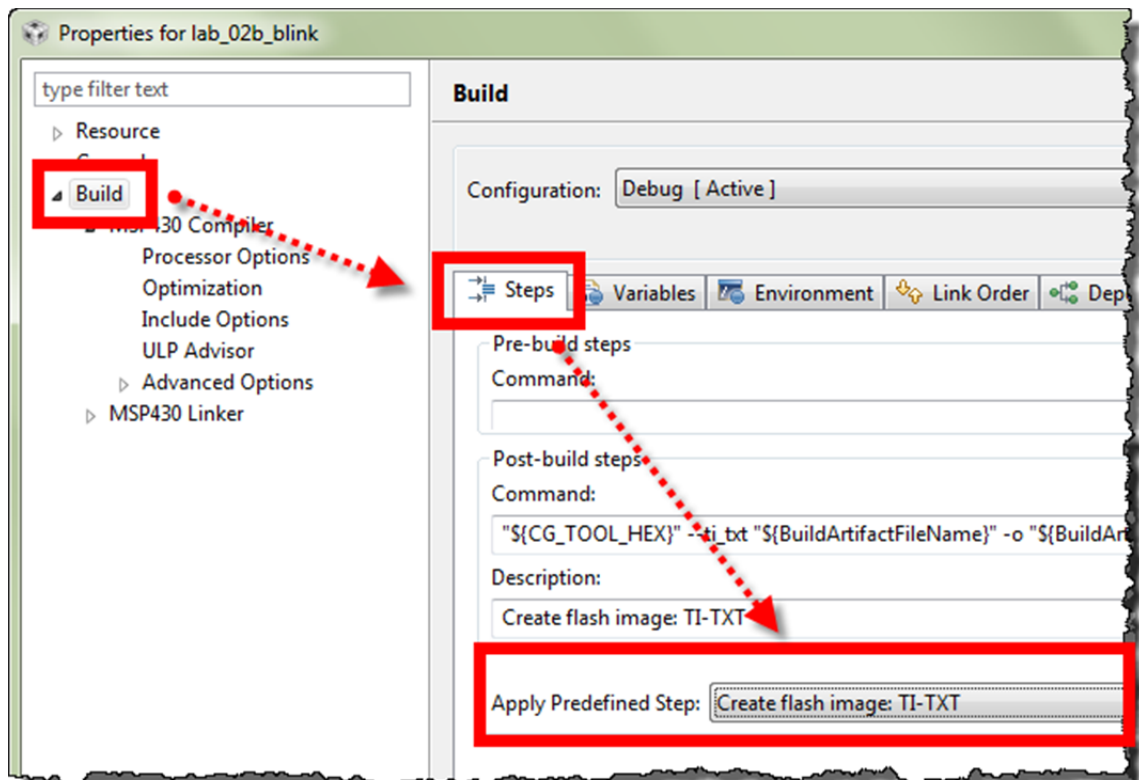 Properties for lab_02b_blink
type filter text
Resource
Build
MSP430 Compiler
Processor Options
Optimization
Include Options
ULP Advisor
Advanced Options
MSP430 Linker
Build
Configuration: Debug [ Active ]
Steps Variables Environment Link Order
Pre-build steps
Command:
Post-build steps
Command:
"${CG_TOOL_HEX}" --ti_txt "${BuildArtifactFileName}" -o "${BuildArt
Description:
Create flash image: TI-TXT
Apply Predefined Step: Create flash image: TI-TXT